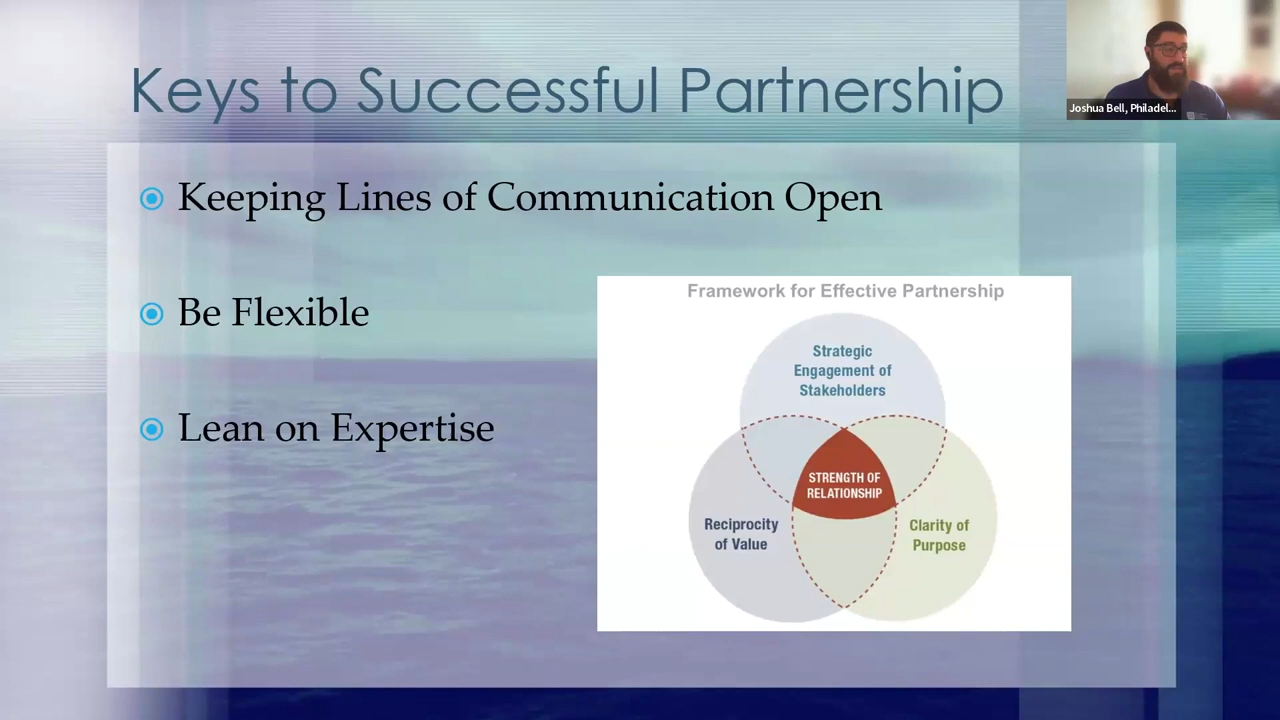 Keys to Successful Partnership
Joshua Bell, Philadel...
Keeping Lines of Communication Open
Be Flexible
Lean on Expertise
Framework for Effective Partnership
Strategic
Engagement of
Stakeholders
STRENGTH OF
RELATIONSHIP
Reciprocity
of Value
Clarity of
Purpose